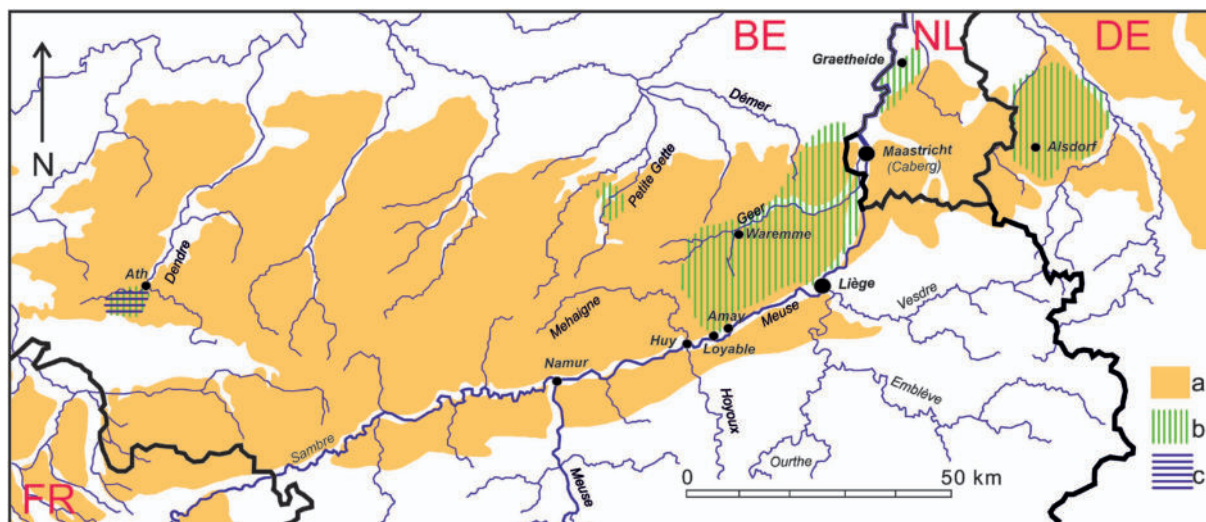 BE
NL
DE
Graetheide
Démer
N
Maastricht
(Caberg)
Alsdorf
Petite Gette
Geer
Waremme
Ath
Dendre
Liège
Vesdre
Mehaigne
Amay
Meuse
Huy
Loyable
Namur
a
Emblève
Hoyoux
b
Sambre
Ourthe
0
50 km
c
FR
Meuse